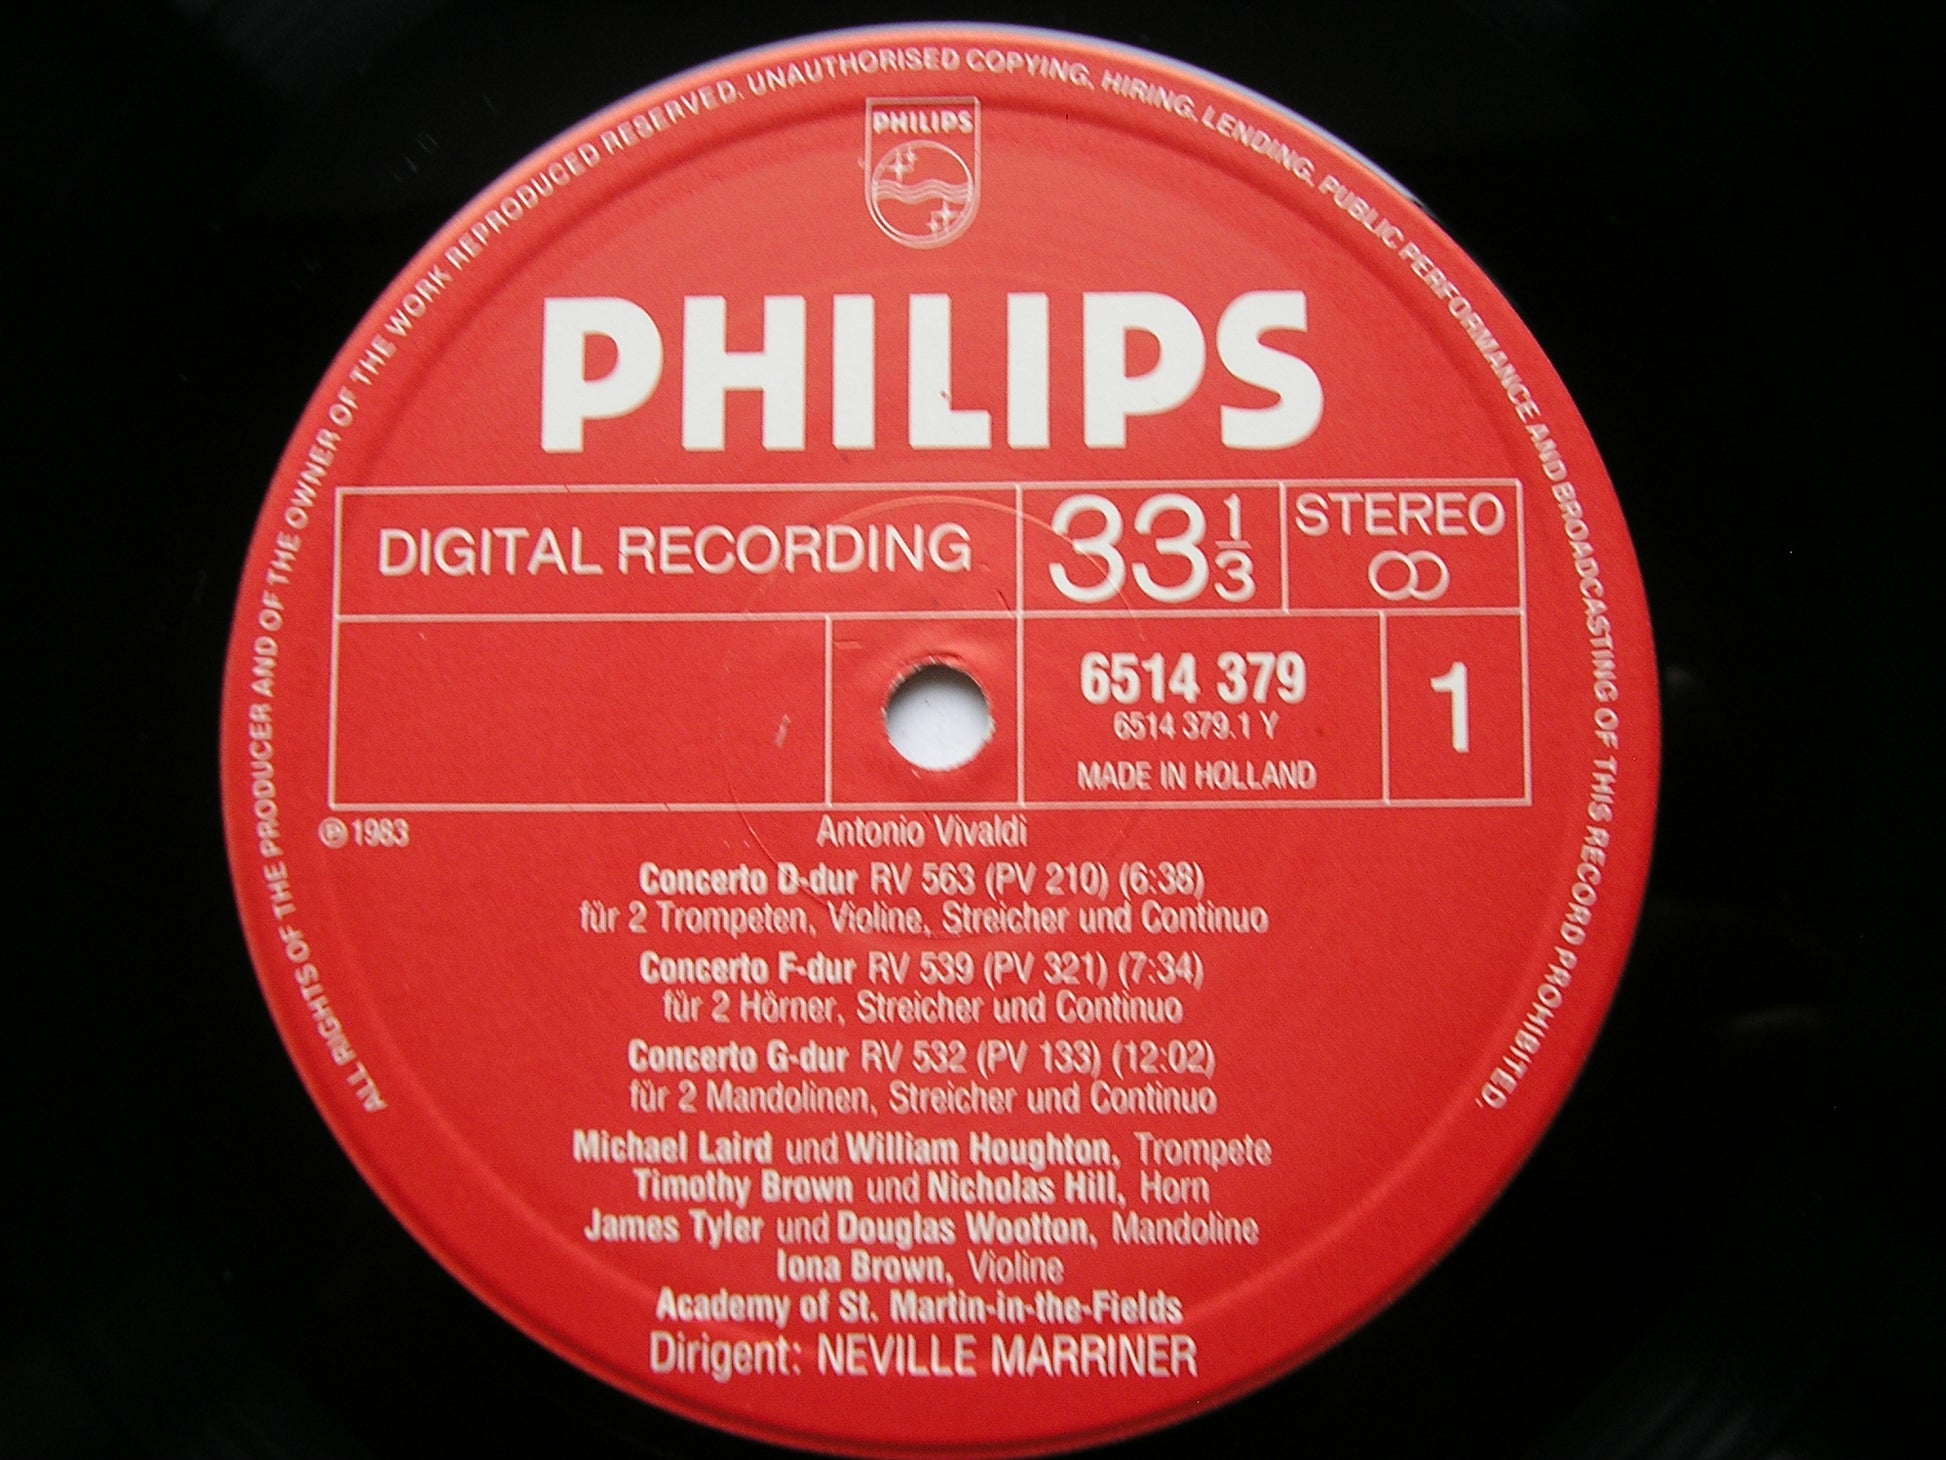 ALL RIGHTS OF THE PRODUCER AND OF THE OWNER OF THE WORK REPRODUCED RESERVED. UNAUTHORISED COPYING, HIRING, LENDING, PUBLIC PERFORMANCE AND BROADCASTING OF THIS RECORD PROHIBITED.
PHILIPS
PHILIPS
DIGITAL RECORDING
33 1/3
STEREO
6514 379
6514 379.1 Y
MADE IN HOLLAND
1
℗ 1983
Antonio Vivaldi
Concerto D-dur RV 563 (PV 210) (6:38)
für 2 Trompeten, Violine, Streicher und Continuo
Concerto F-dur RV 539 (PV 321) (7:34)
für 2 Hörner, Streicher und Continuo
Concerto G-dur RV 532 (PV 133) (12:02)
für 2 Mandolinen, Streicher und Continuo
Michael Laird und William Houghton, Trompete
Timothy Brown und Nicholas Hill, Horn
James Tyler und Douglas Wootton, Mandoline
Iona Brown, Violine
Academy of St. Martin-in-the-Fields
Dirigent: NEVILLE MARRINER